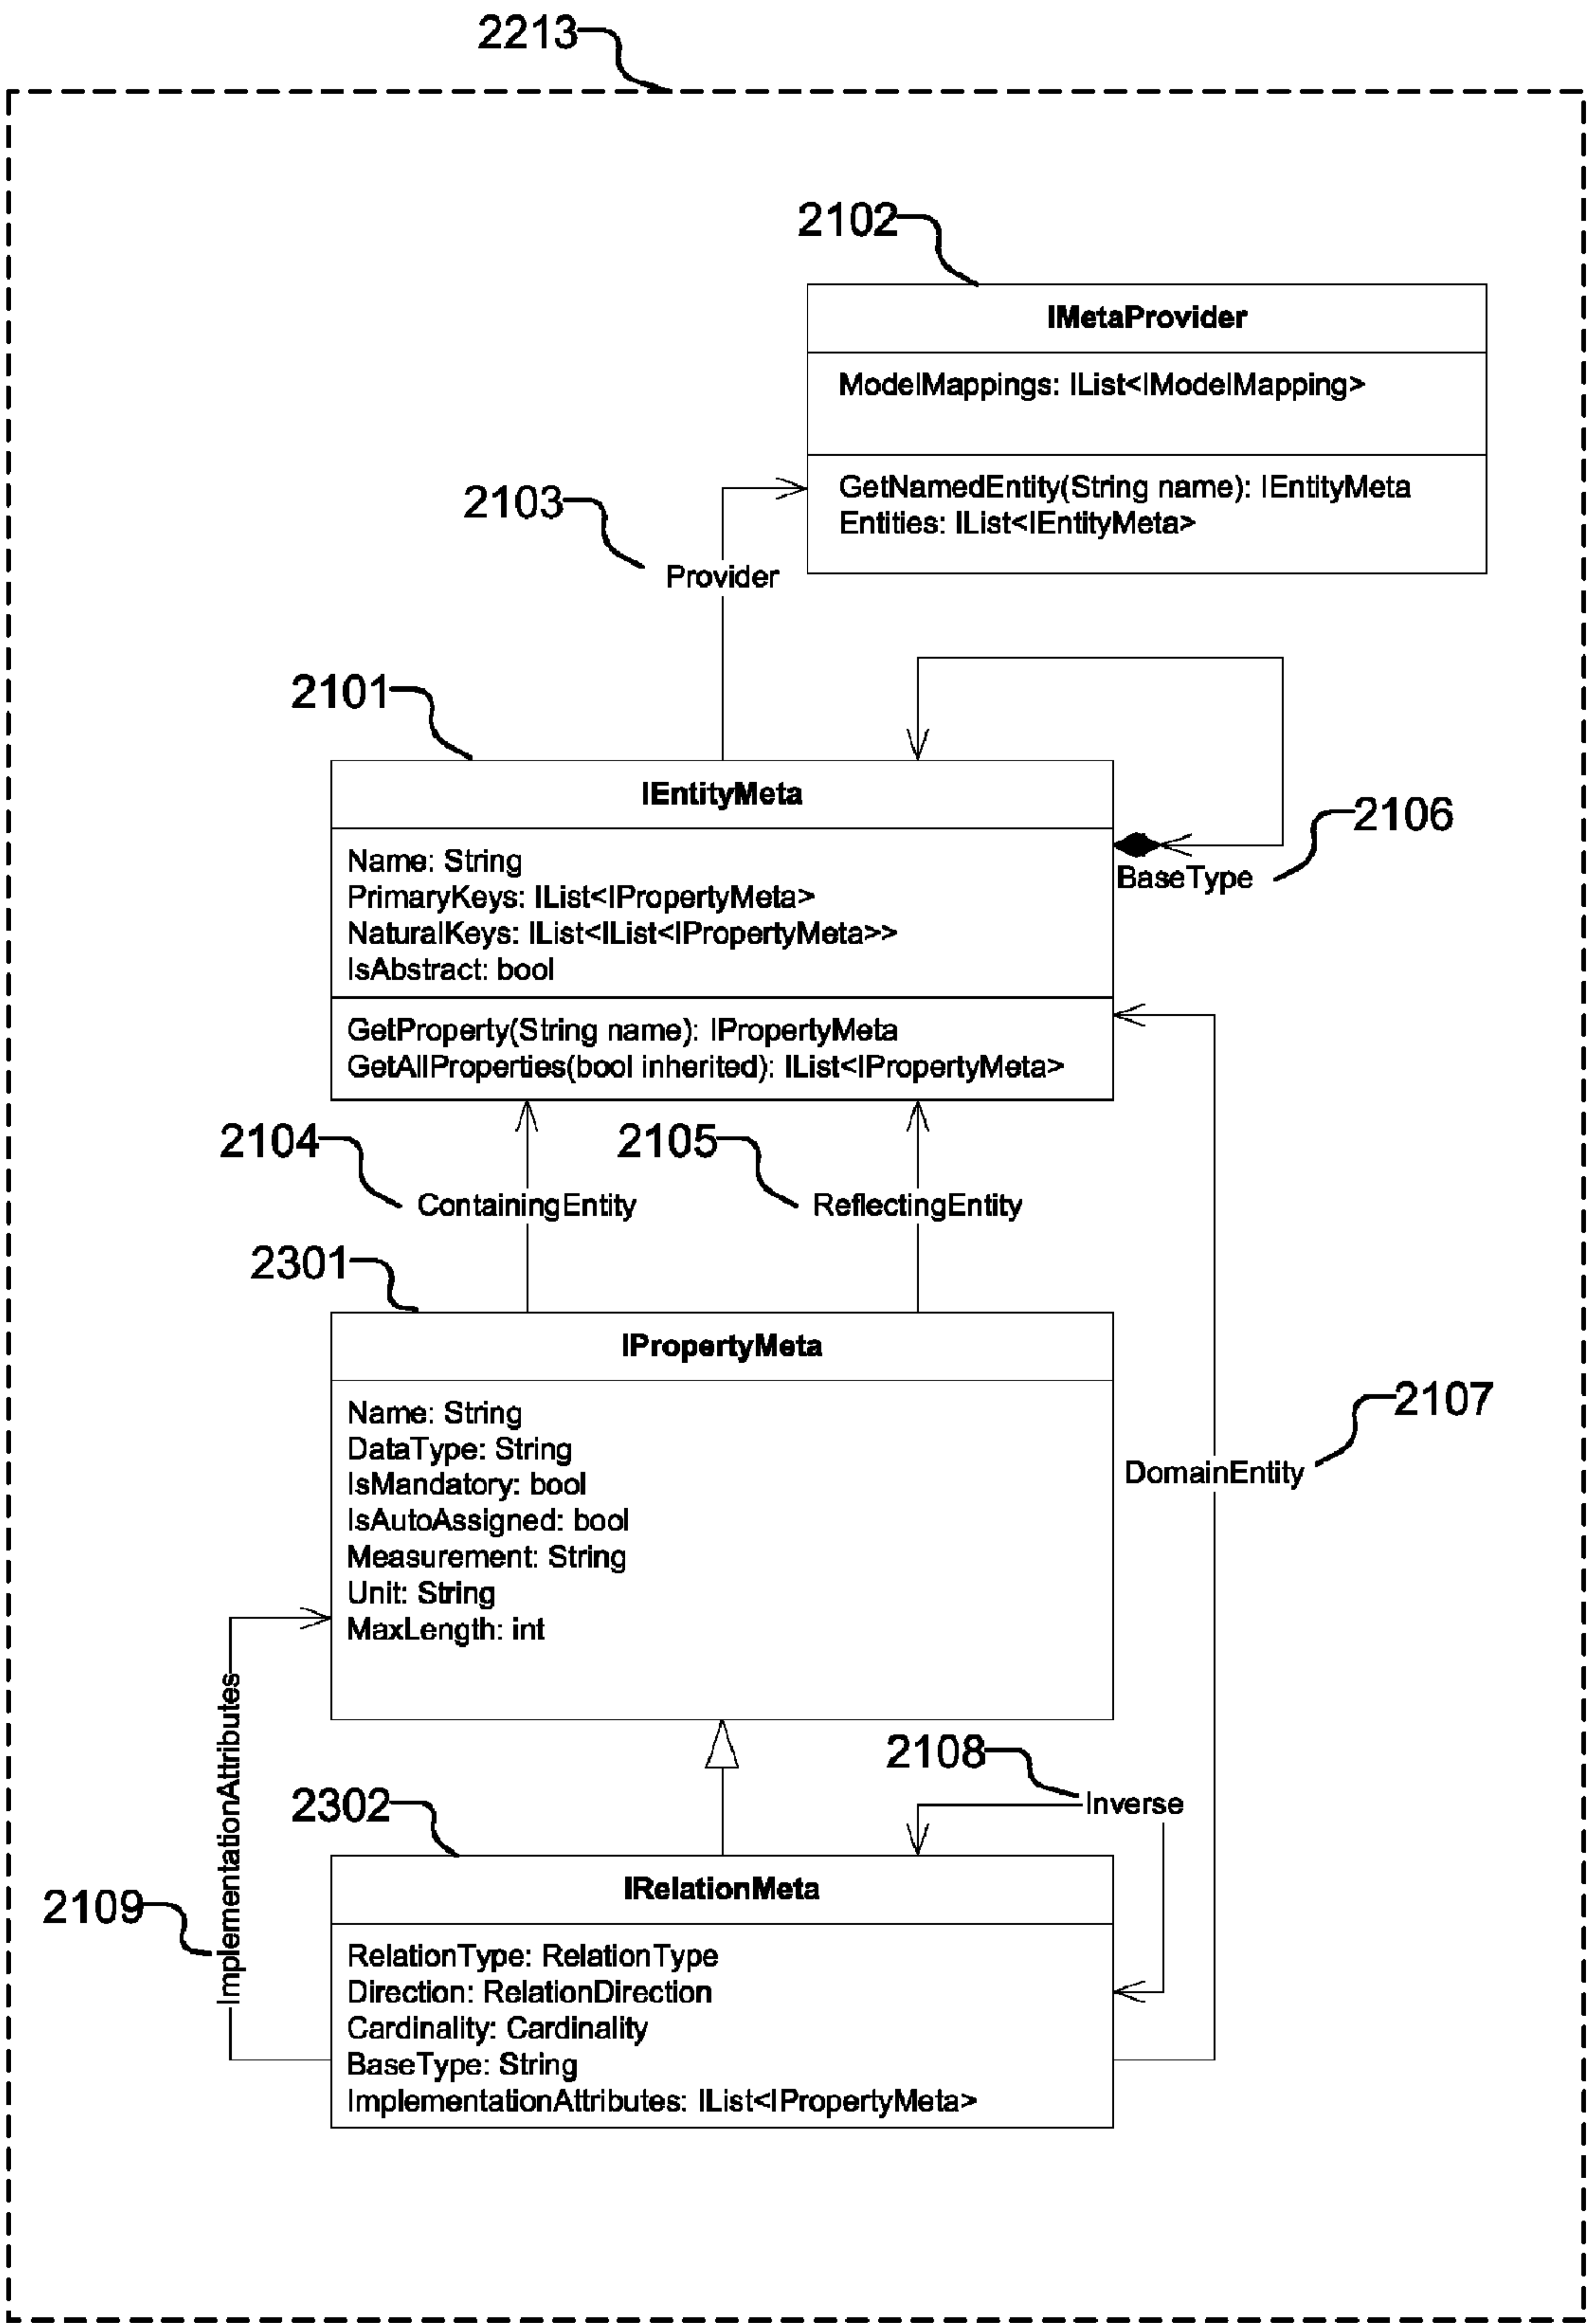 2213
2102
IMetaProvider
ModelMappings: IList<IModelMapping>
GetNamedEntity(String name): IEntityMeta
Entities: IList<IEntityMeta>
2103
Provider
2101
IEntityMeta
Name: String
PrimaryKeys: IList<IPropertyMeta>
NaturalKeys: IList<IList<IPropertyMeta>>
IsAbstract: bool
GetProperty(String name): IPropertyMeta
GetAllProperties(bool inherited): IList<IPropertyMeta>
2106
BaseType
2104
ContainingEntity
2105
ReflectingEntity
2301
IPropertyMeta
Name: String
DataType: String
IsMandatory: bool
IsAutoAssigned: bool
Measurement: String
Unit: String
MaxLength: int
2107
DomainEntity
2108
Inverse
2302
IRelationMeta
RelationType: RelationType
Direction: RelationDirection
Cardinality: Cardinality
BaseType: String
ImplementationAttributes: IList<IPropertyMeta>
2109
ImplementationAttributes